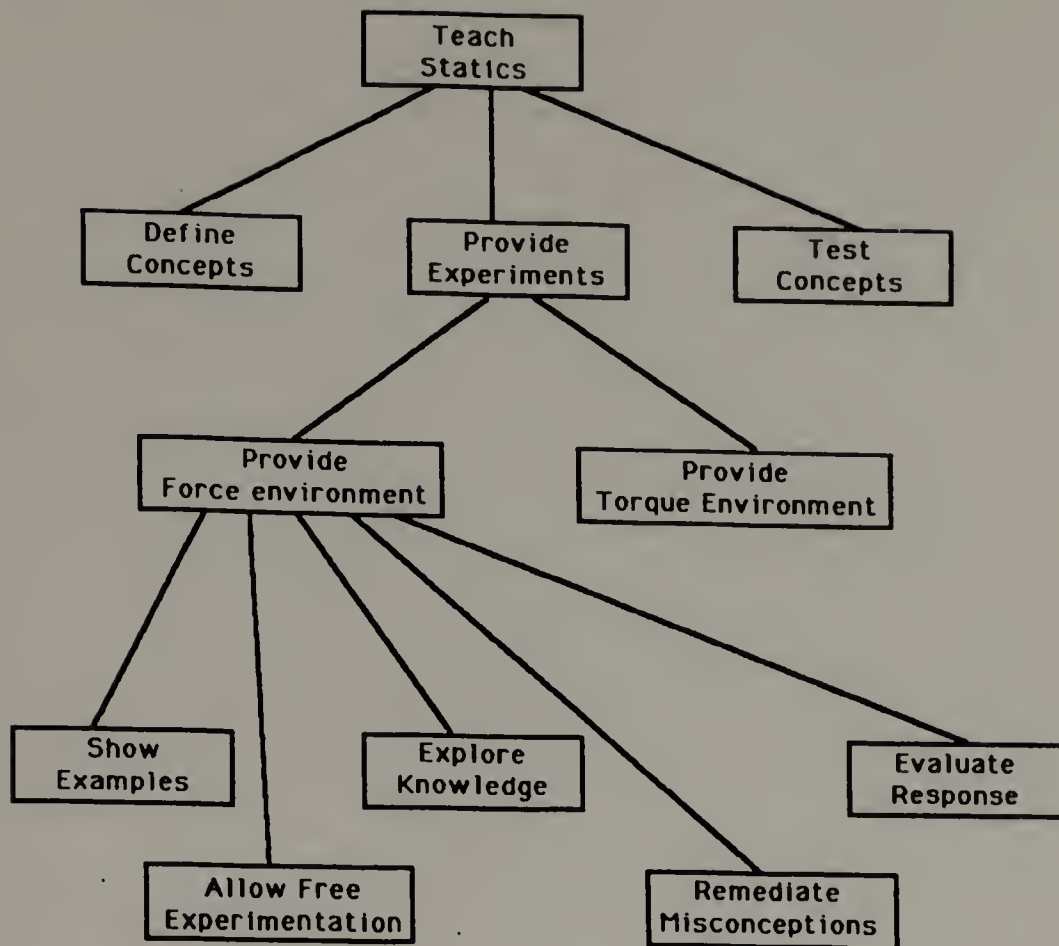 Teach
Statics
Define
Concepts
Provide
Experiments
Test
Concepts
Provide
Force environment
Provide
Torque Environment
Show
Examples
Explore
Knowledge
Evaluate
Response
Allow Free
Experimentation
Remediate
Misconceptions